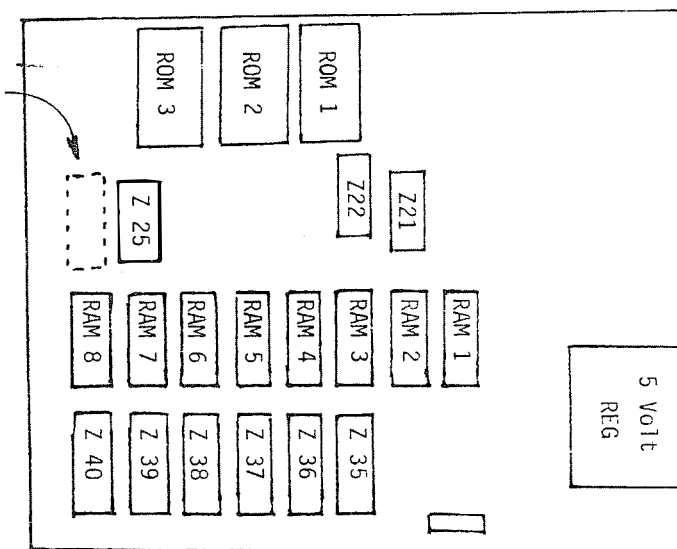 ROM 3
ROM 2
ROM 1
Z 25
Z22
Z21
RAM 8
RAM 7
RAM 6
RAM 5
RAM 4
RAM 3
RAM 2
RAM 1
5 Volt
REG
Z 40
Z 39
Z 38
Z 37
Z 36
Z 35